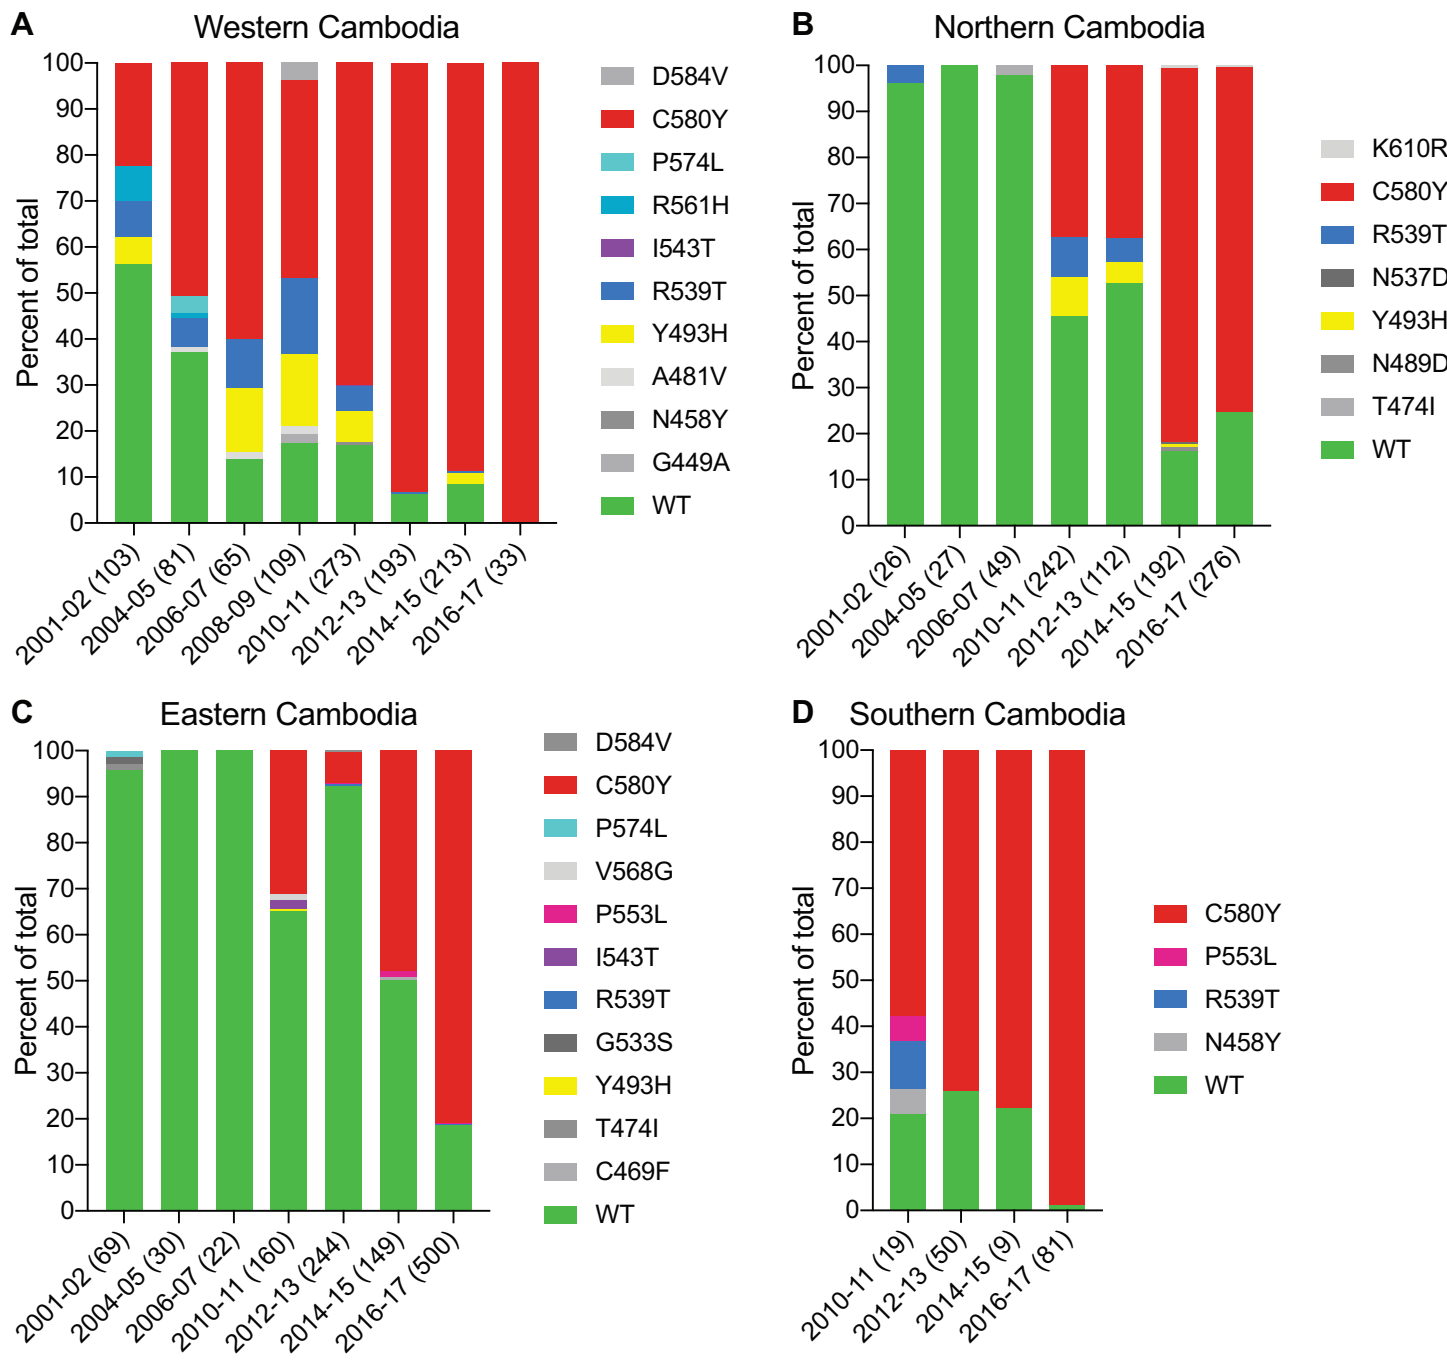 A
Western Cambodia
Percent of total
100
90
80
70
60
50
40
30
20
10
0
2001-02 (103)
2004-05 (81)
2006-07 (65)
2008-09 (109)
2010-11 (273)
2012-13 (193)
2014-15 (213)
2016-17 (33)
D584V
C580Y
P574L
R561H
I543T
R539T
Y493H
A481V
N458Y
G449A
WT
B
Northern Cambodia
Percent of total
100
90
80
70
60
50
40
30
20
10
0
2001-02 (26)
2004-05 (27)
2006-07 (49)
2010-11 (242)
2012-13 (112)
2014-15 (192)
2016-17 (276)
K610R
C580Y
R539T
N537D
Y493H
N489D
T474I
WT
C
Eastern Cambodia
Percent of total
100
90
80
70
60
50
40
30
20
10
0
2001-02 (69)
2004-05 (30)
2006-07 (22)
2010-11 (160)
2012-13 (244)
2014-15 (149)
2016-17 (500)
D584V
C580Y
P574L
V568G
P553L
I543T
R539T
G533S
Y493H
T474I
C469F
WT
D
Southern Cambodia
Percent of total
100
90
80
70
60
50
40
30
20
10
0
2010-11 (19)
2012-13 (50)
2014-15 (9)
2016-17 (81)
C580Y
P553L
R539T
N458Y
WT